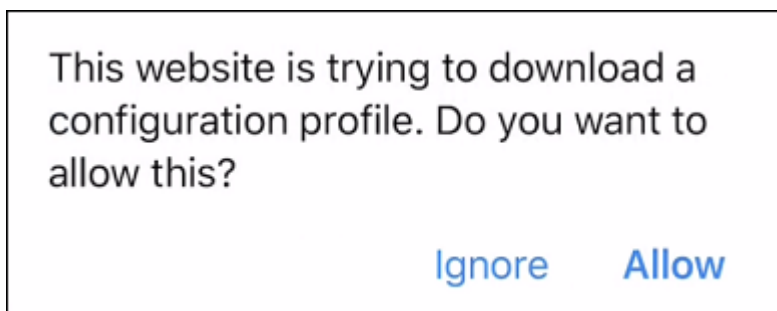 This website is trying to download a
configuration profile. Do you want to
allow this?
Ignore Allow